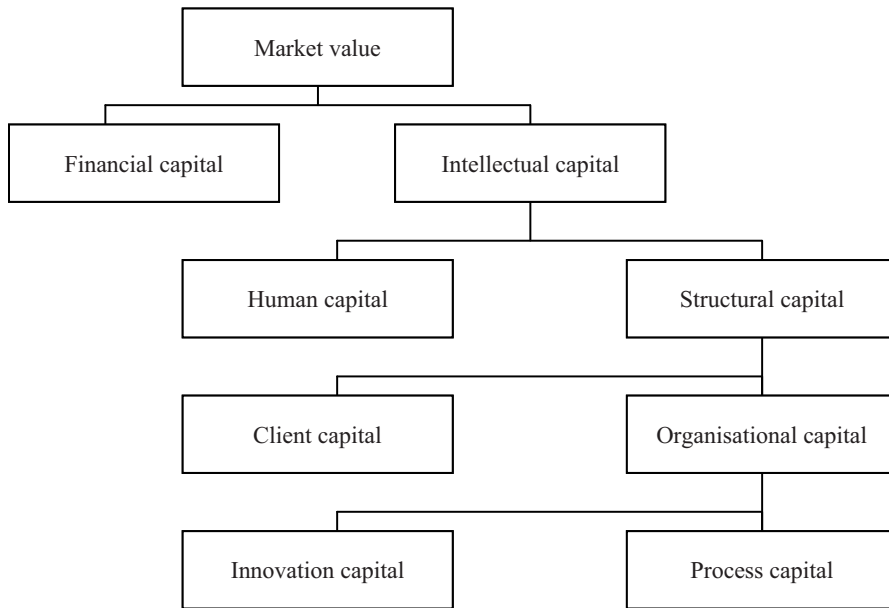 Market value
Financial capital
Intellectual capital
Human capital
Structural capital
Client capital
Organisational capital
Innovation capital
Process capital